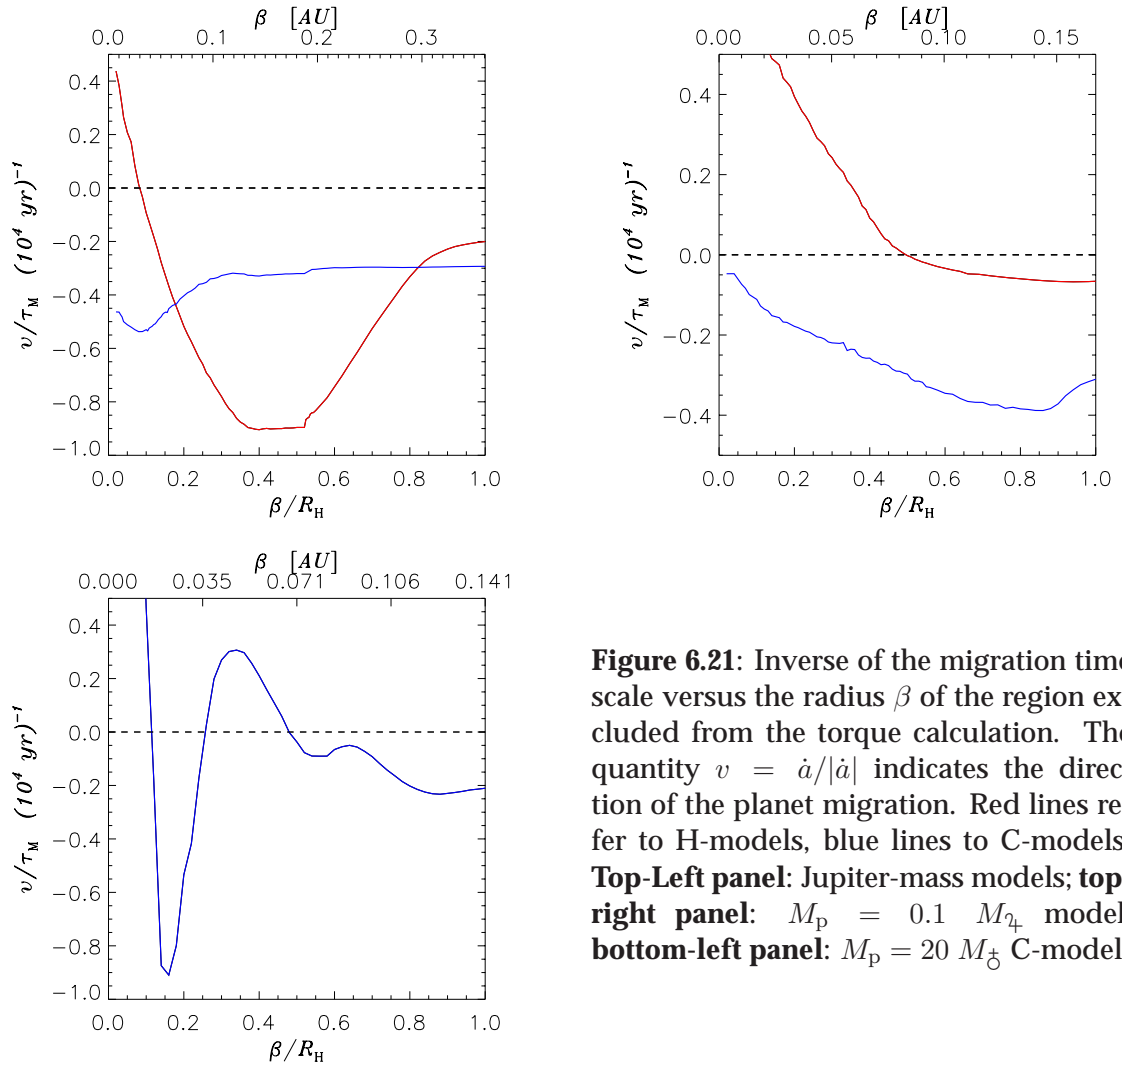 β [AU]
0.0 0.1 0.2 0.3
0.4
0.2
0.0
−0.2
−0.4
−0.6
−0.8
−1.0
v/τ_M (10^4 yr)^−1
0.0 0.2 0.4 0.6 0.8 1.0
β/R_H
β [AU]
0.00 0.05 0.10 0.15
0.4
0.2
0.0
−0.2
−0.4
v/τ_M (10^4 yr)^−1
0.0 0.2 0.4 0.6 0.8 1.0
β/R_H
β [AU]
0.000 0.035 0.071 0.106 0.141
0.4
0.2
0.0
−0.2
−0.4
−0.6
−0.8
−1.0
v/τ_M (10^4 yr)^−1
0.0 0.2 0.4 0.6 0.8 1.0
β/R_H
Figure 6.21: Inverse of the migration time
scale versus the radius β of the region ex
cluded from the torque calculation. The
quantity v = ȧ/|ȧ| indicates the direc
tion of the planet migration. Red lines re
fer to H-models, blue lines to C-models
Top-Left panel: Jupiter-mass models; top
right panel: M_p = 0.1 M_♃ model
bottom-left panel: M_p = 20 M_♁ C-model